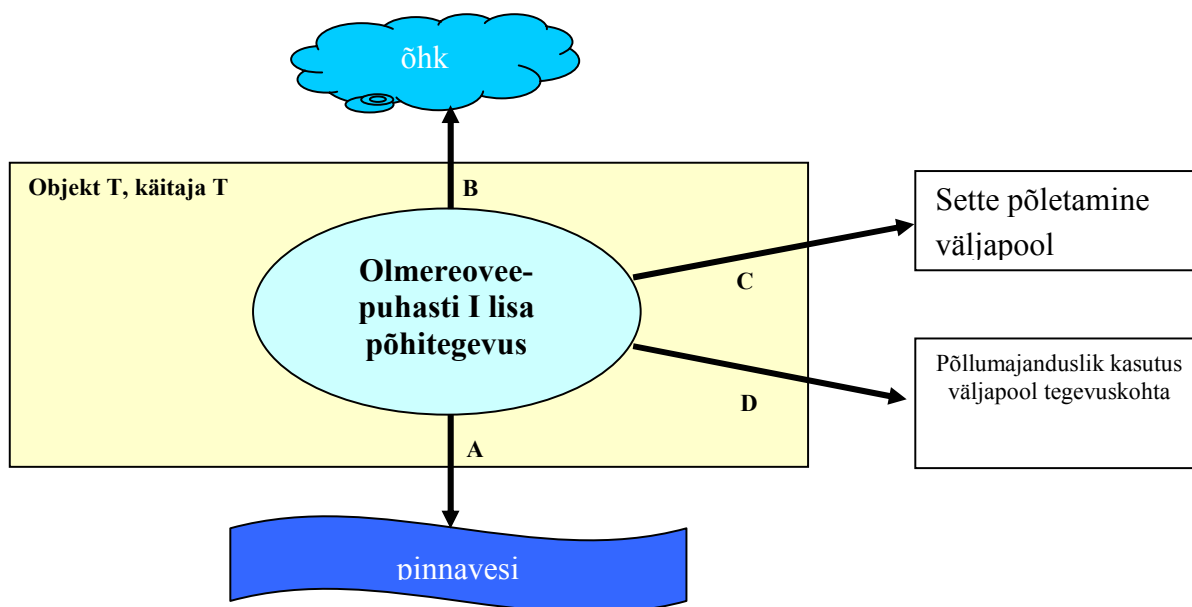 õhk
Objekt T, käitaja T
B
Olmereovee-
puhasti I lisa
põhitegevus
Sette põletamine
väljapool
C
Põllumajanduslik kasutus
väljapool tegevuskohta
D
A
pinnavesi